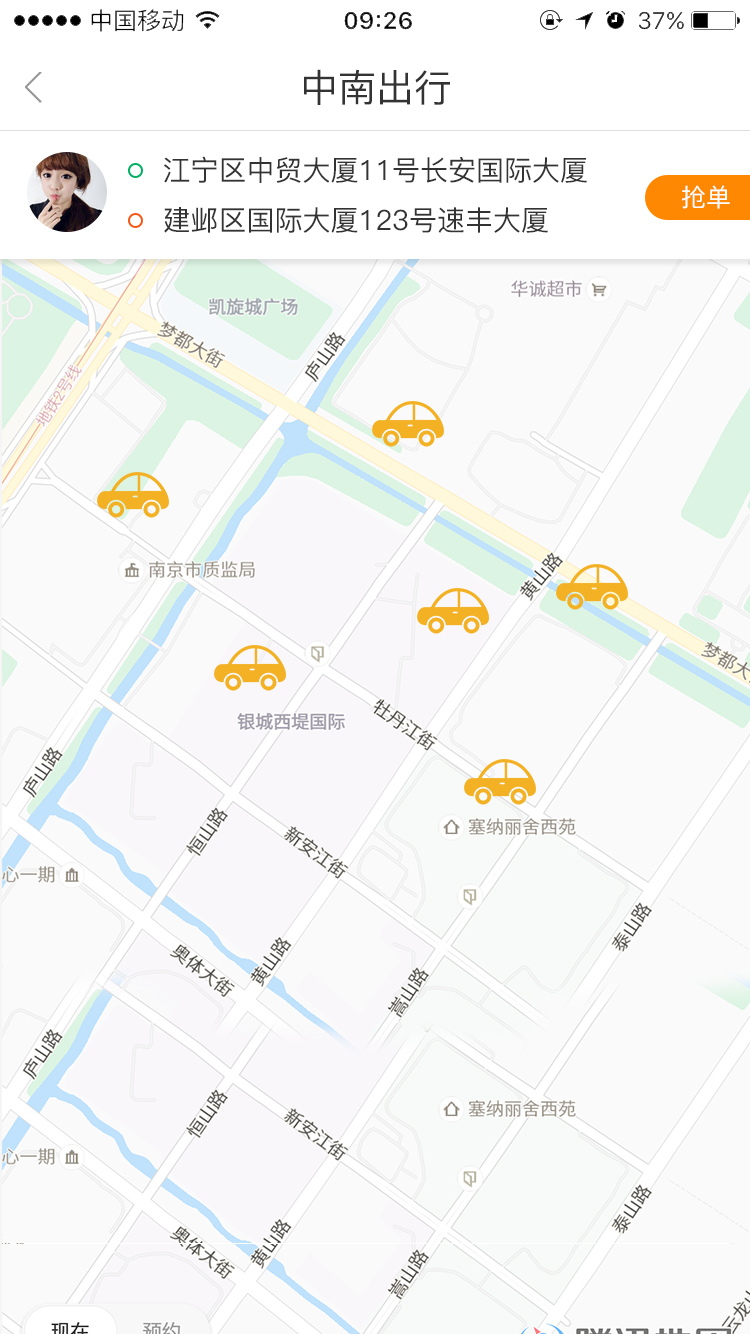 中国移动 09:26 37%
中南出行
江宁区中贸大厦11号长安国际大厦
建邺区国际大厦123号速丰大厦
抢单
华诚超市
凯旋城广场
梦都大街
庐山路
地铁2号线
黄山路
南京市质监局
梦都大
牡丹江街
银城西堤国际
庐山路
恒山路
塞纳丽舍西苑
新安江街
心一期
泰山路
黄山路
奥体大街
嵩山路
庐山路
恒山路
塞纳丽舍西苑
新安江街
心一期
泰山路
黄山路
奥体大街
嵩山路
云龙山
现在
预约
腾讯地图